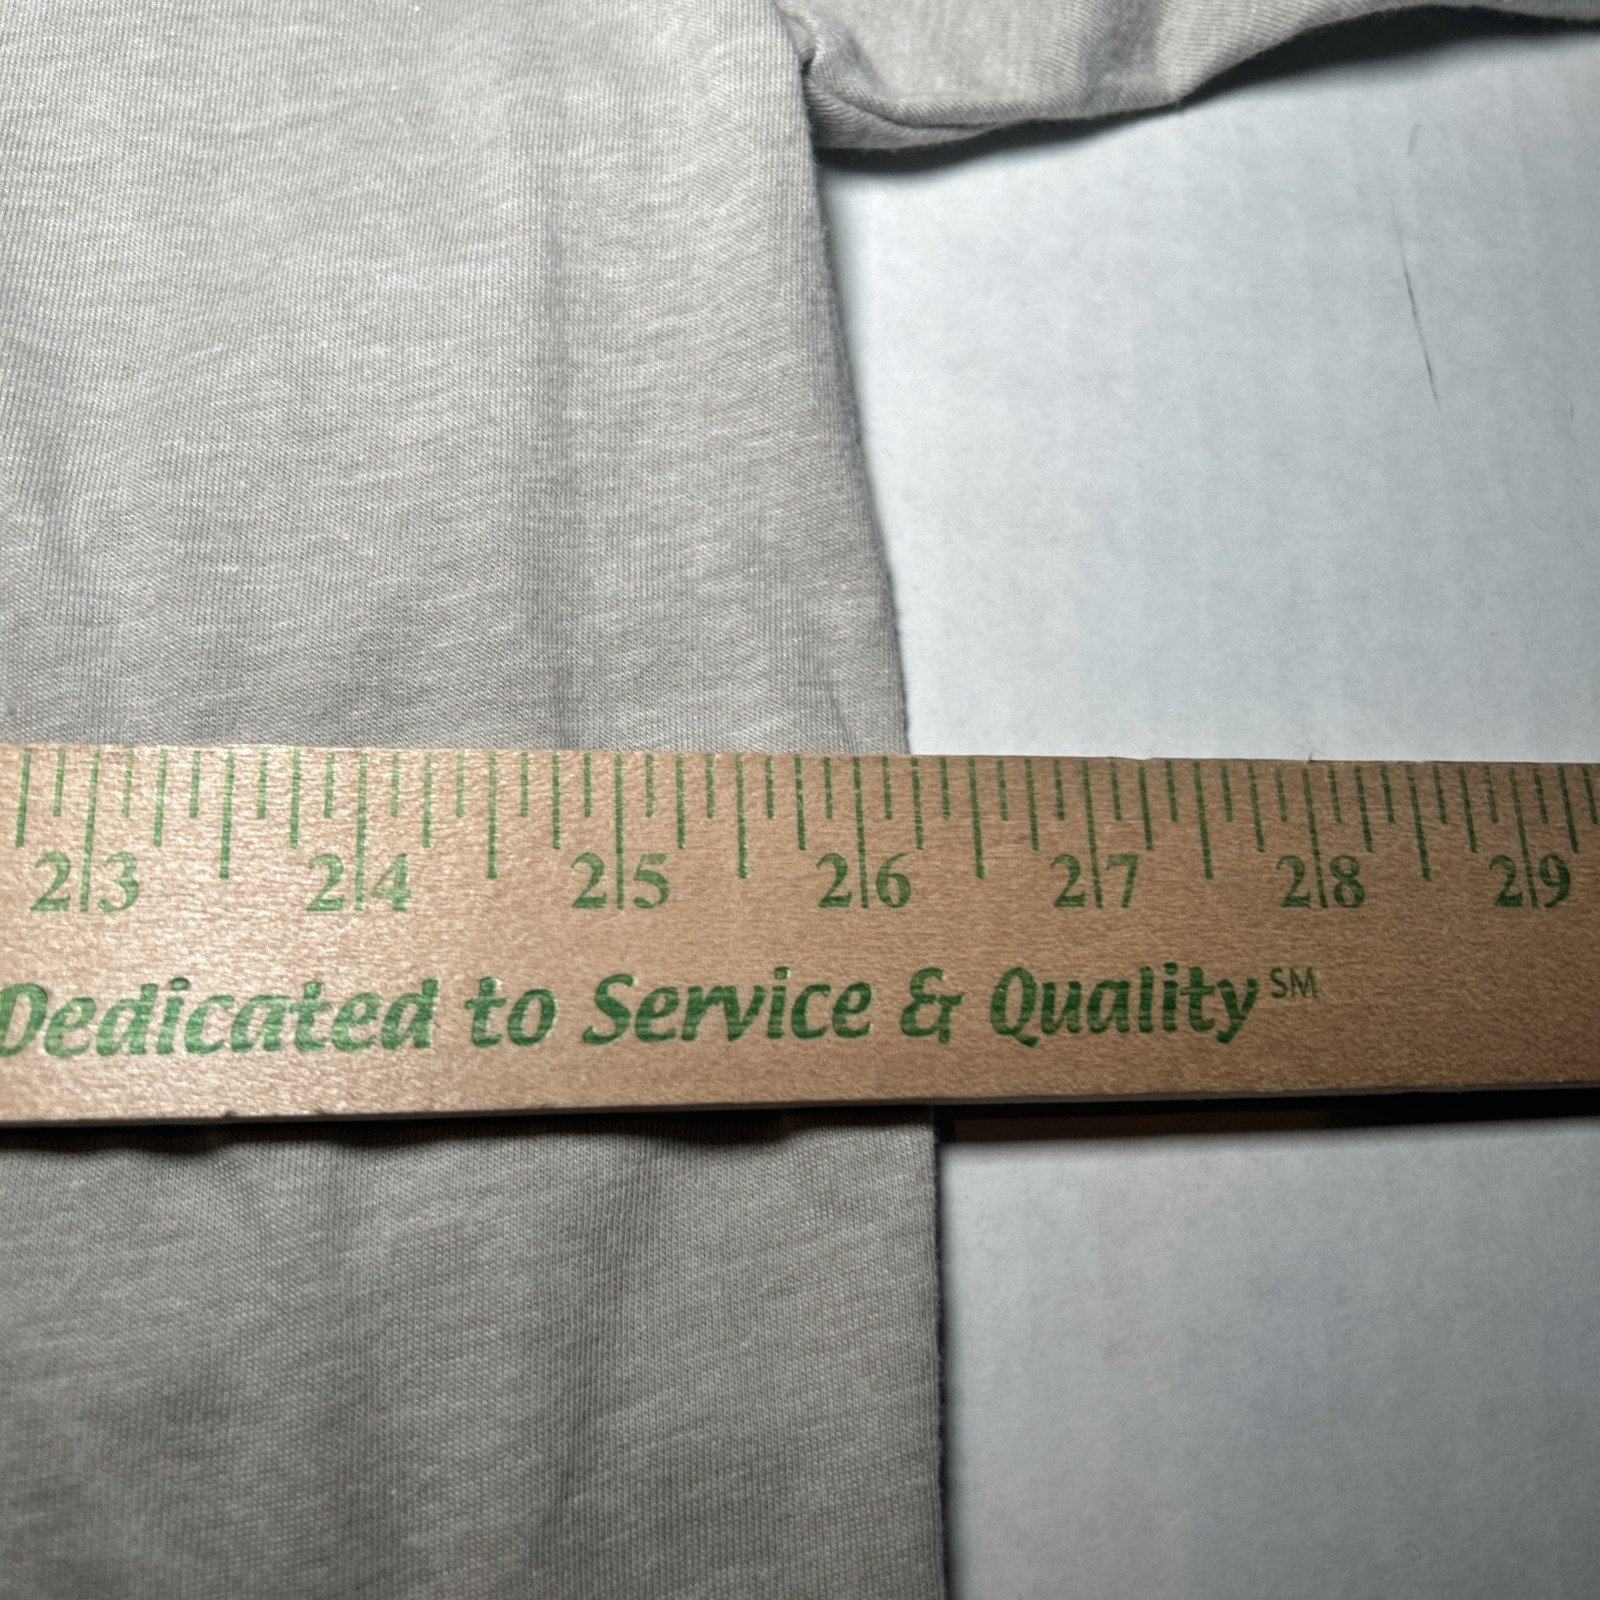 23 24 25 26 27 28 29
Dedicated to Service & Quality SM